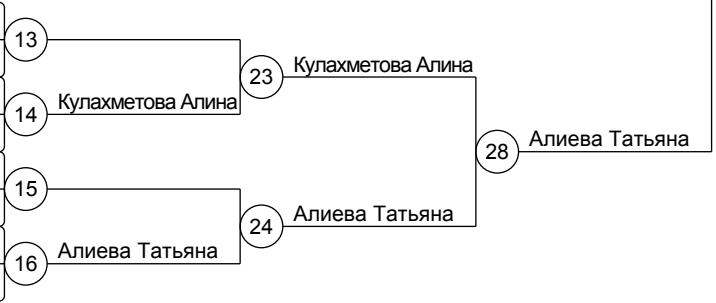 13
23 Кулахметова Алина
14 Кулахметова Алина
28 Алиева Татьяна
15
24 Алиева Татьяна
16 Алиева Татьяна